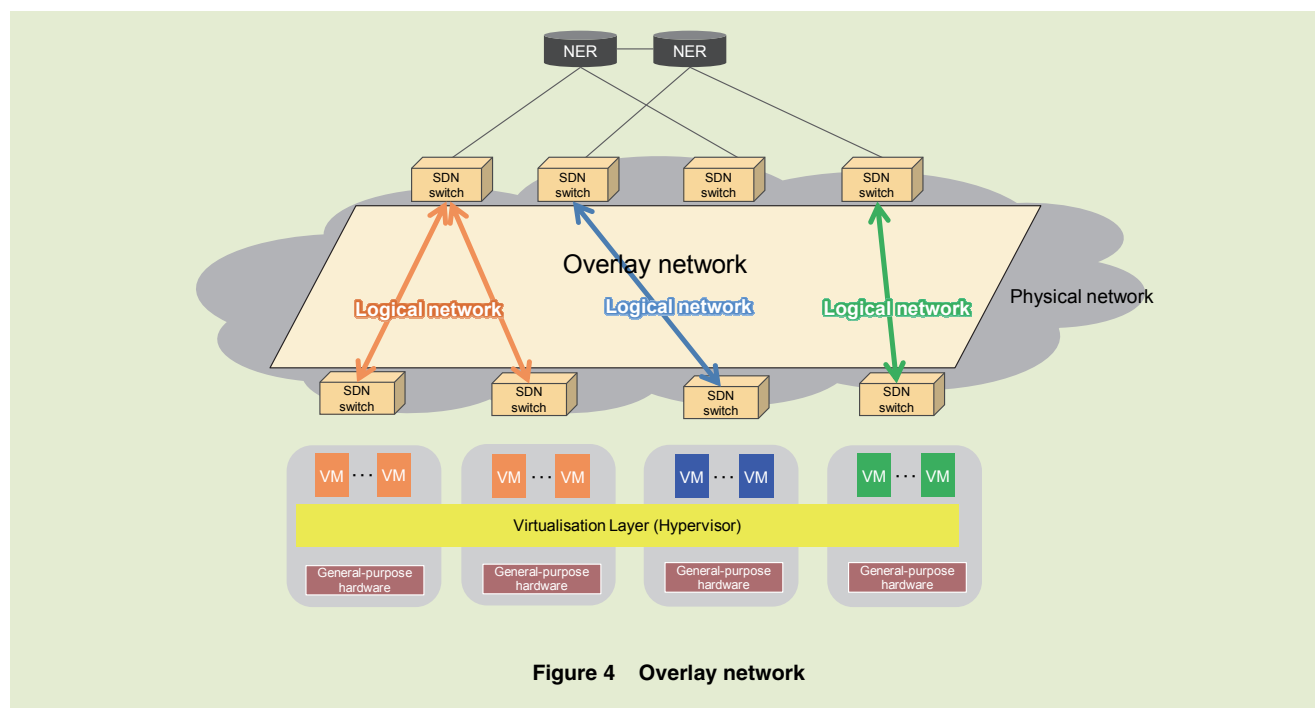 NER
NER
SDN
switch
SDN
switch
SDN
switch
SDN
switch
Overlay network
Logical network
Logical network
Logical network
Physical network
SDN
switch
SDN
switch
SDN
switch
SDN
switch
VM ··· VM
VM ··· VM
VM ··· VM
VM ··· VM
Virtualisation Layer (Hypervisor)
General-purpose
hardware
General-purpose
hardware
General-purpose
hardware
General-purpose
hardware
Figure 4 Overlay network